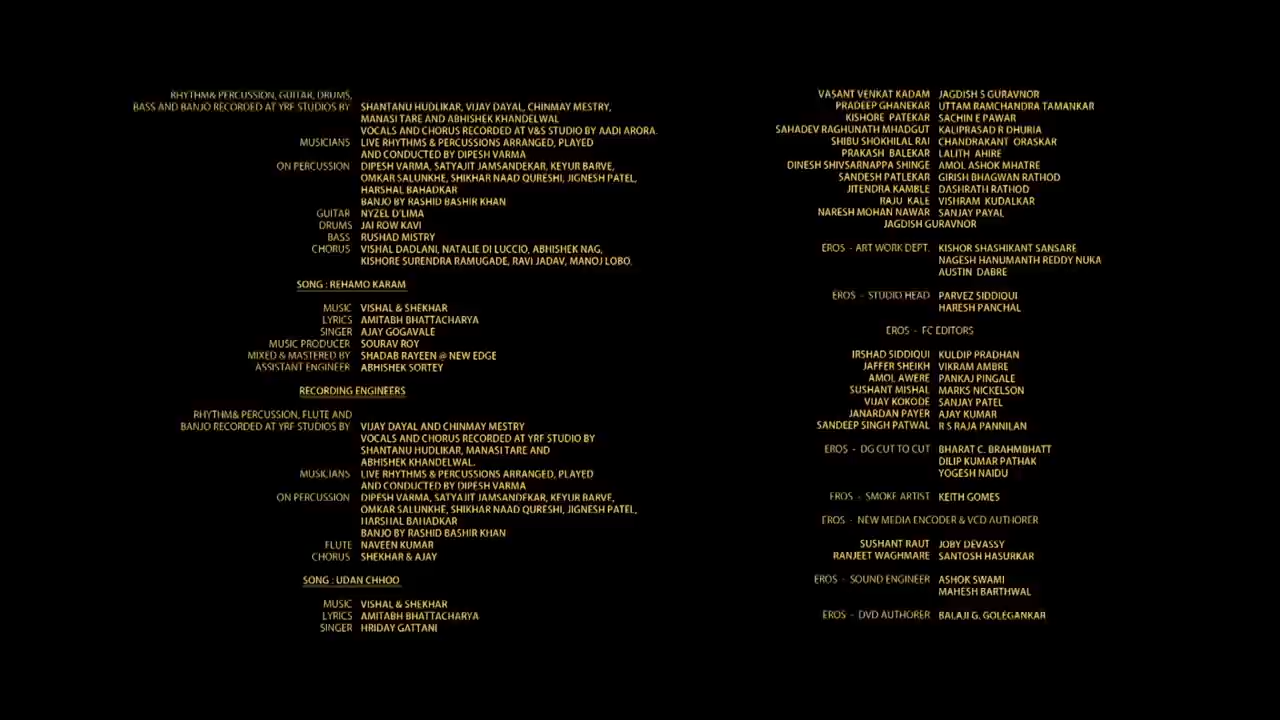 RHYTHM& PERCUSSION, GUITAR, DRUMS,
BASS AND BANJO RECORDED AT YRF STUDIOS BY SHANTANU HUDLIKAR, VIJAY DAYAL, CHINMAY MESTRY,
MANASI TARE AND ABHISHEK KHANDELWAL
VOCALS AND CHORUS RECORDED AT V&S STUDIO BY AADI ARORA.
MUSICIANS LIVE RHYTHMS & PERCUSSIONS ARRANGED, PLAYED
AND CONDUCTED BY DIPESH VARMA
ON PERCUSSION DIPESH VARMA, SATYAJIT JAMSANDEKAR, KEYUR BARVE,
OMKAR SALUNKHE, SHIKHAR NAAD QURESHI, JIGNESH PATEL,
HARSHAL BAHADKAR
BANJO BY RASHID BASHIR KHAN
GUITAR NYZEL D'LIMA
DRUMS JAI ROW KAVI
BASS RUSHAD MISTRY
CHORUS VISHAL DADLANI, NATALIE DI LUCCIO, ABHISHEK NAG,
KISHORE SURENDRA RAMUGADE, RAVI JADAV, MANOJ LOBO.
SONG : REHAMO KARAM
MUSIC VISHAL & SHEKHAR
LYRICS AMITABH BHATTACHARYA
SINGER AJAY GOGAVALE
MUSIC PRODUCER SOURAV ROY
MIXED & MASTERED BY SHADAB RAYEEN @ NEW EDGE
ASSISTANT ENGINEER ABHISHEK SORTEY
RECORDING ENGINEERS
RHYTHM& PERCUSSION, FLUTE AND
BANJO RECORDED AT YRF STUDIOS BY VIJAY DAYAL AND CHINMAY MESTRY
VOCALS AND CHORUS RECORDED AT YRF STUDIO BY
SHANTANU HUDLIKAR, MANASI TARE AND
ABHISHEK KHANDELWAL.
MUSICIANS LIVE RHYTHMS & PERCUSSIONS ARRANGED, PLAYED
AND CONDUCTED BY DIPESH VARMA
ON PERCUSSION DIPESH VARMA, SATYAJIT JAMSANDEKAR, KEYUR BARVE,
OMKAR SALUNKHE, SHIKHAR NAAD QURESHI, JIGNESH PATEL,
HARSHAL BAHADKAR
BANJO BY RASHID BASHIR KHAN
FLUTE NAVEEN KUMAR
CHORUS SHEKHAR & AJAY
SONG : UDAN CHHOO
MUSIC VISHAL & SHEKHAR
LYRICS AMITABH BHATTACHARYA
SINGER HRIDAY GATTANI
VASANT VENKAT KADAM JAGDISH S GURAVNOR
PRADEEP GHANEKAR UTTAM RAMCHANDRA TAMANKAR
KISHORE PATEKAR SACHIN E PAWAR
SAHADEV RAGHUNATH MHADGUT KALIPRASAD R DHURIA
SHIBU SHOKHILAL RAI CHANDRAKANT ORASKAR
PRAKASH BALEKAR LALITH AHIRE
DINESH SHIVSARNAPPA SHINGE AMOL ASHOK MHATRE
SANDESH PATLEKAR GIRISH BHAGWAN RATHOD
JITENDRA KAMBLE DASHRATH RATHOD
RAJU KALE VISHRAM KUDALKAR
NARESH MOHAN NAWAR SANJAY PAYAL
JAGDISH GURAVNOR
EROS - ART WORK DEPT. KISHOR SHASHIKANT SANSARE
NAGESH HANUMANTH REDDY NUKA
AUSTIN DABRE
EROS - STUDIO HEAD PARVEZ SIDDIQUI
HARESH PANCHAL
EROS - FC EDITORS
IRSHAD SIDDIQUI KULDIP PRADHAN
JAFFER SHEIKH VIKRAM AMBRE
AMOL AWERE PANKAJ PINGALE
SUSHANT MISHAL MARKS NICKELSON
VIJAY KOKODE SANJAY PATEL
JANARDAN PAYER AJAY KUMAR
SANDEEP SINGH PATWAL R S RAJA PANNILAN
EROS - DG CUT TO CUT BHARAT C. BRAHMBHATT
DILIP KUMAR PATHAK
YOGESH NAIDU
EROS - SMOKE ARTIST KEITH GOMES
EROS - NEW MEDIA ENCODER & VCD AUTHORER
SUSHANT RAUT JOBY DEVASSY
RANJEET WAGHMARE SANTOSH HASURKAR
EROS - SOUND ENGINEER ASHOK SWAMI
MAHESH BARTHWAL
EROS - DVD AUTHORER BALAJI G. GOLEGANKAR